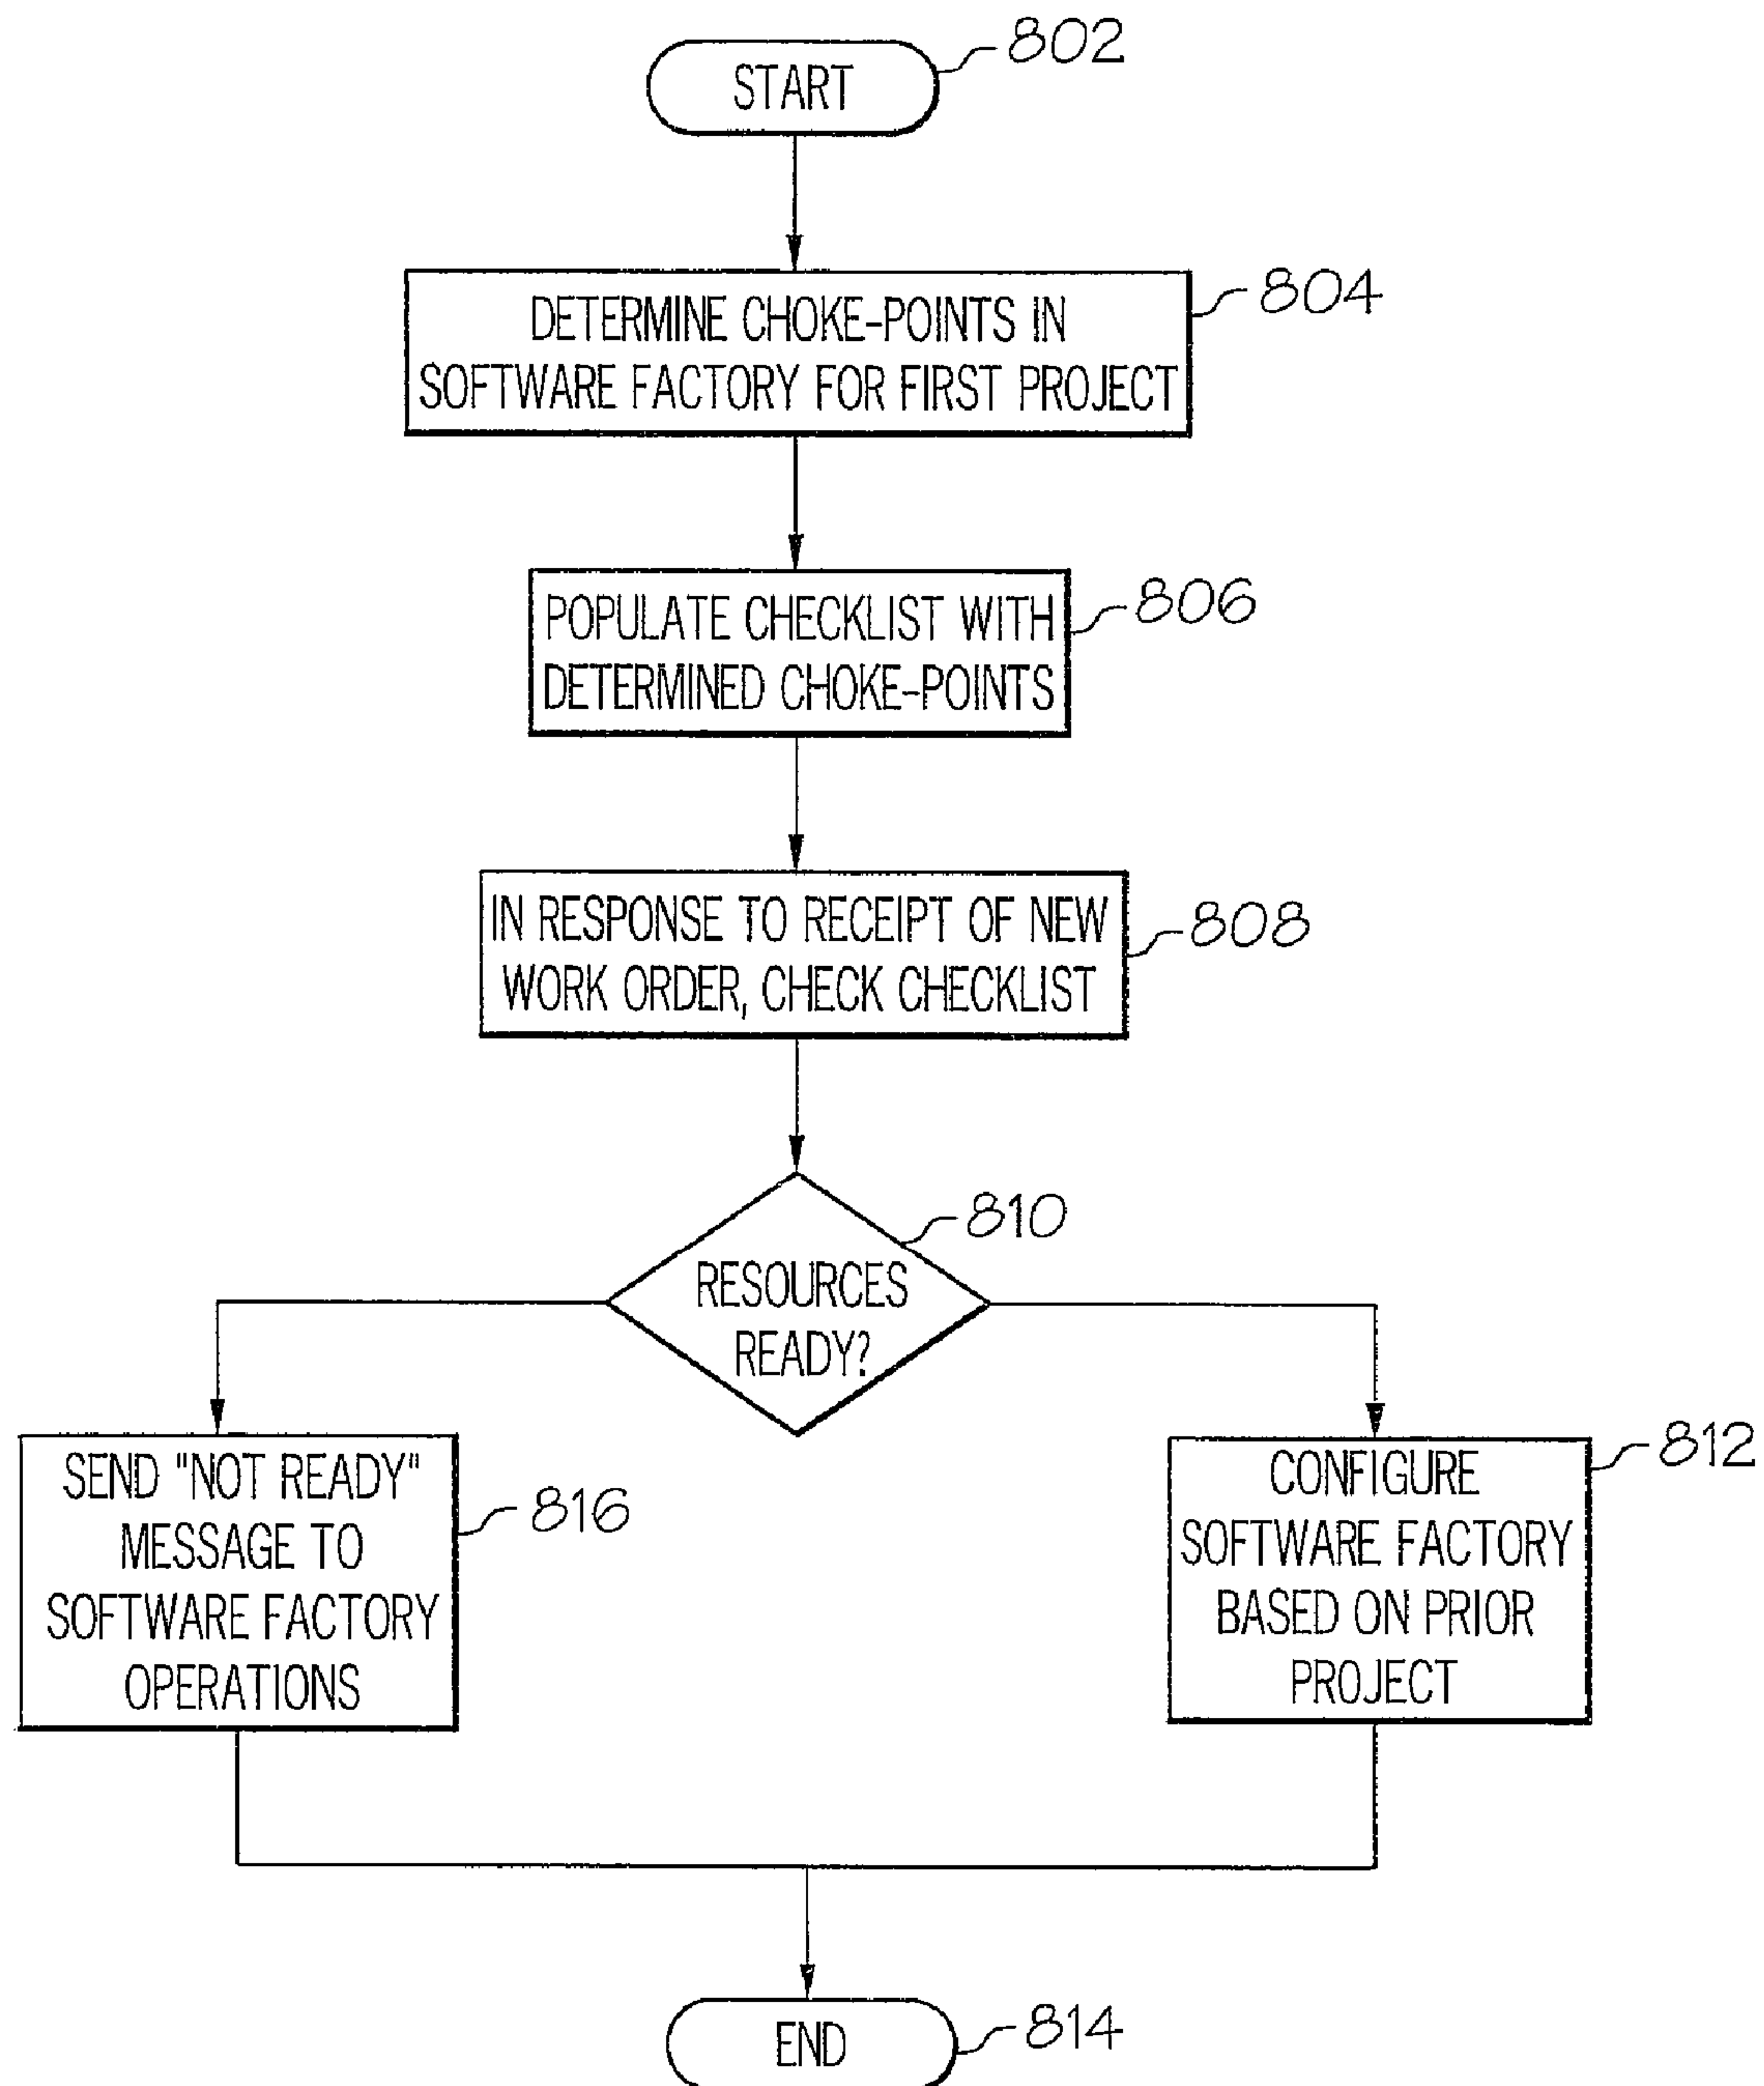 START
802
DETERMINE CHOKE-POINTS IN
SOFTWARE FACTORY FOR FIRST PROJECT
804
POPULATE CHECKLIST WITH
DETERMINED CHOKE-POINTS
806
IN RESPONSE TO RECEIPT OF NEW
WORK ORDER, CHECK CHECKLIST
808
RESOURCES
READY?
810
SEND "NOT READY"
MESSAGE TO
SOFTWARE FACTORY
OPERATIONS
816
CONFIGURE
SOFTWARE FACTORY
BASED ON PRIOR
PROJECT
812
END
814